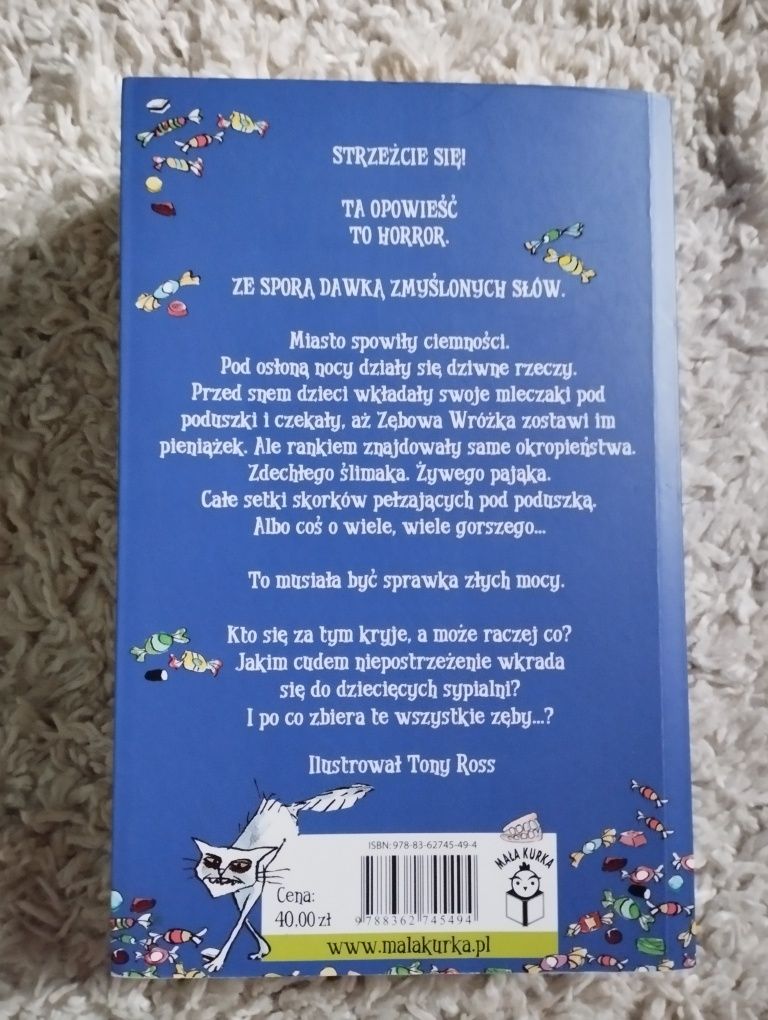 STRZEŻCIE SIĘ!
TA OPOWIEŚĆ
TO HORROR.
ZE SPORĄ DAWKĄ ZMYŚLONYCH SŁÓW.
Miasto spowiły ciemności.
Pod osłoną nocy działy się dziwne rzeczy.
Przed snem dzieci wkładały swoje mleczaki pod
poduszki i czekały, aż Zębowa Wróżka zostawi im
pieniążek. Ale rankiem znajdowały same okropieństwa.
Zdechłego ślimaka. Żywego pająka.
Całe setki skorków pełzających pod poduszką.
Albo coś o wiele, wiele gorszego...
To musiała być sprawka złych mocy.
Kto się za tym kryje, a może raczej co?
Jakim cudem niepostrzeżenie wkrada
się do dziecięcych sypialni?
I po co zbiera te wszystkie zęby...?
Ilustrował Tony Ross
ISBN: 978-83-62745-49-4
MAŁA KURKA
Cena:
40,00 zł
9 788362 745494
www.malakurka.pl